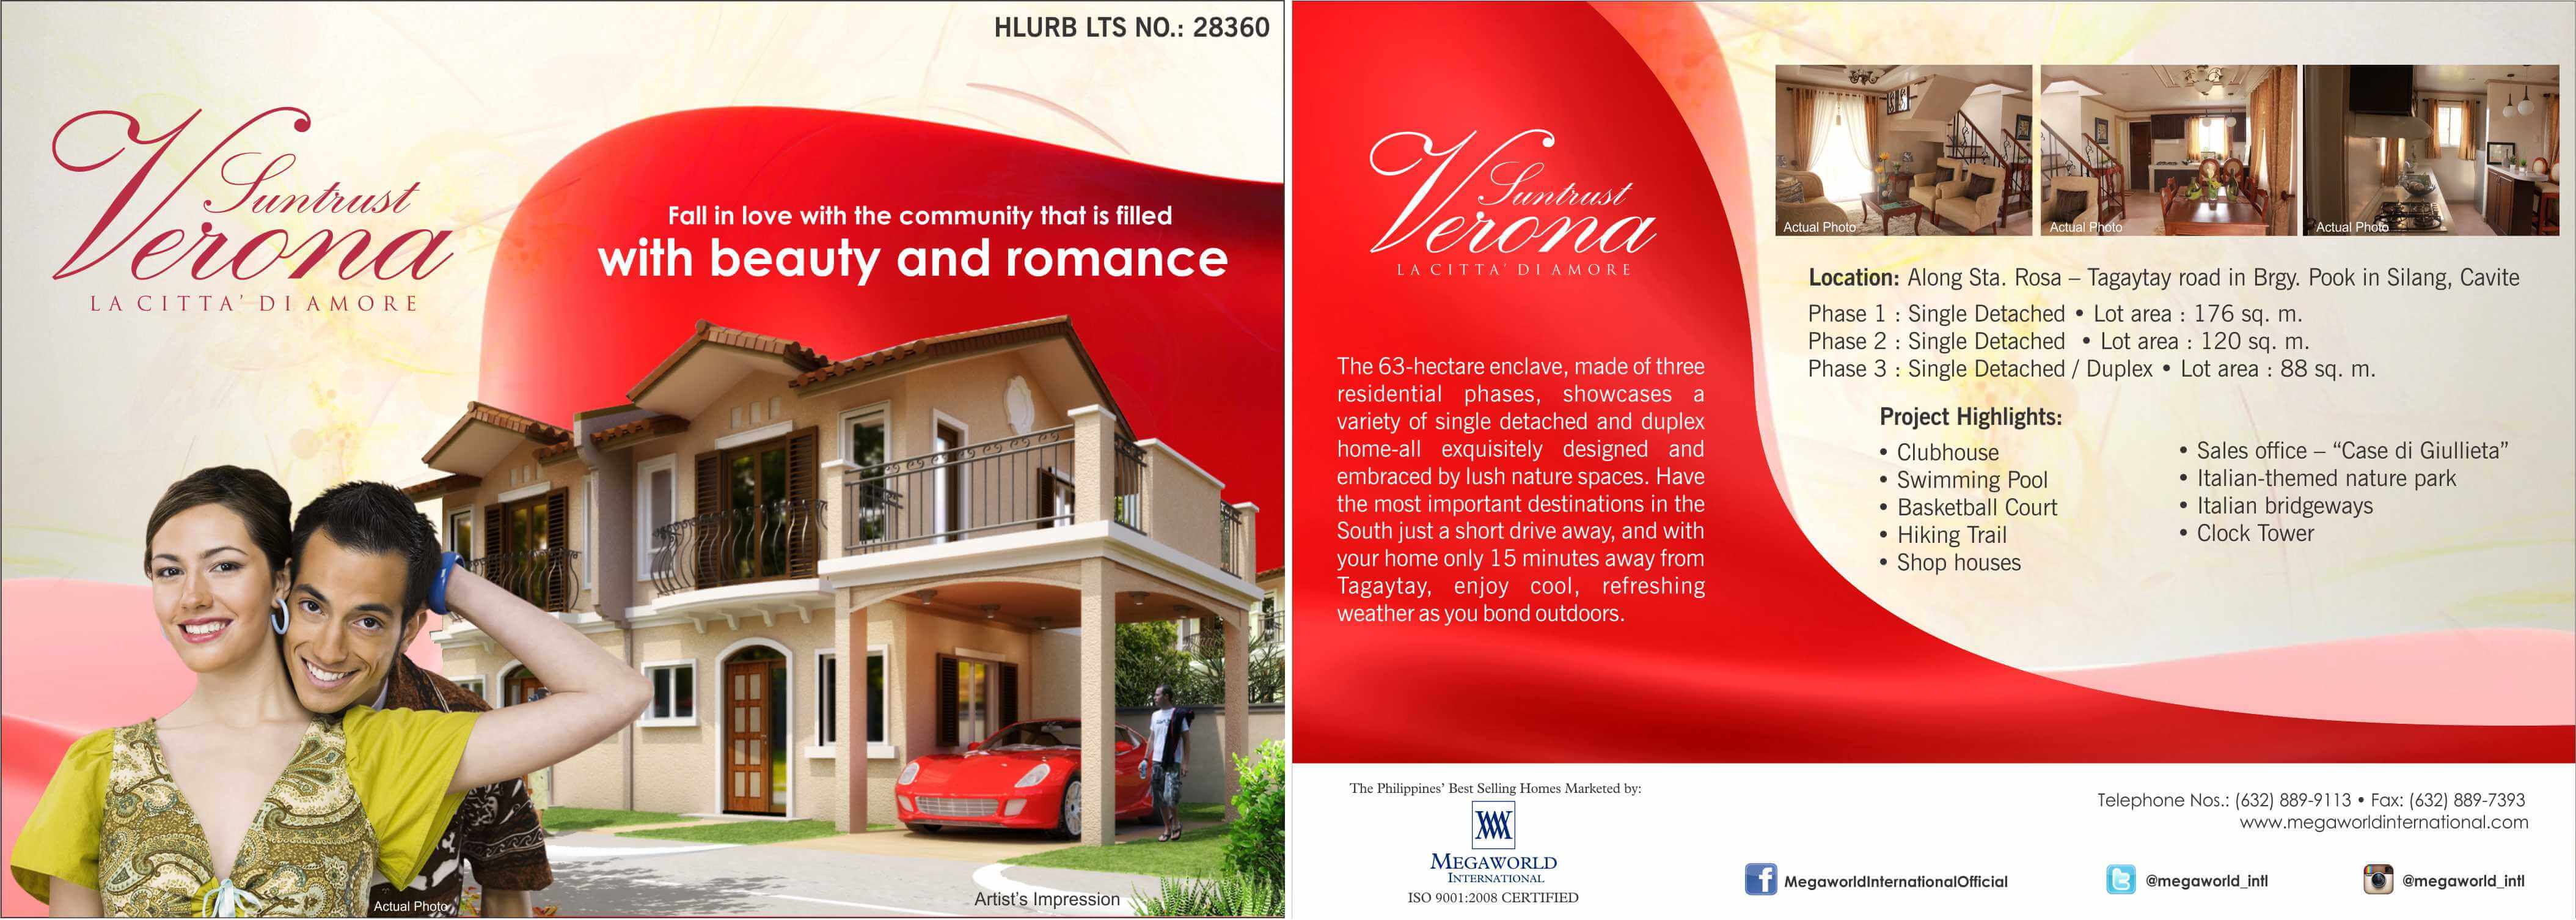 HLURB LTS NO.: 28360
Suntrust
Verona
LA CITTA' DI AMORE
Fall in love with the community that is filled
with beauty and romance
Actual Photo
Artist's Impression
Suntrust
Verona
LA CITTA' DI AMORE
The 63-hectare enclave, made of three
residential phases, showcases a
variety of single detached and duplex
home-all exquisitely designed and
embraced by lush nature spaces. Have
the most important destinations in the
South just a short drive away, and with
your home only 15 minutes away from
Tagaytay, enjoy cool, refreshing
weather as you bond outdoors.
Actual Photo
Actual Photo
Actual Photo
Location: Along Sta. Rosa – Tagaytay road in Brgy. Pook in Silang, Cavite
Phase 1 : Single Detached • Lot area : 176 sq. m.
Phase 2 : Single Detached • Lot area : 120 sq. m.
Phase 3 : Single Detached / Duplex • Lot area : 88 sq. m.
Project Highlights:
• Clubhouse
• Swimming Pool
• Basketball Court
• Hiking Trail
• Shop houses
• Sales office – “Case di Giullieta”
• Italian-themed nature park
• Italian bridgeways
• Clock Tower
The Philippines' Best Selling Homes Marketed by:
MEGAWORLD
INTERNATIONAL
ISO 9001:2008 CERTIFIED
Telephone Nos.: (632) 889-9113 • Fax: (632) 889-7393
www.megaworldinternational.com
MegaworldInternationalOfficial
@megaworld_intl
@megaworld_intl